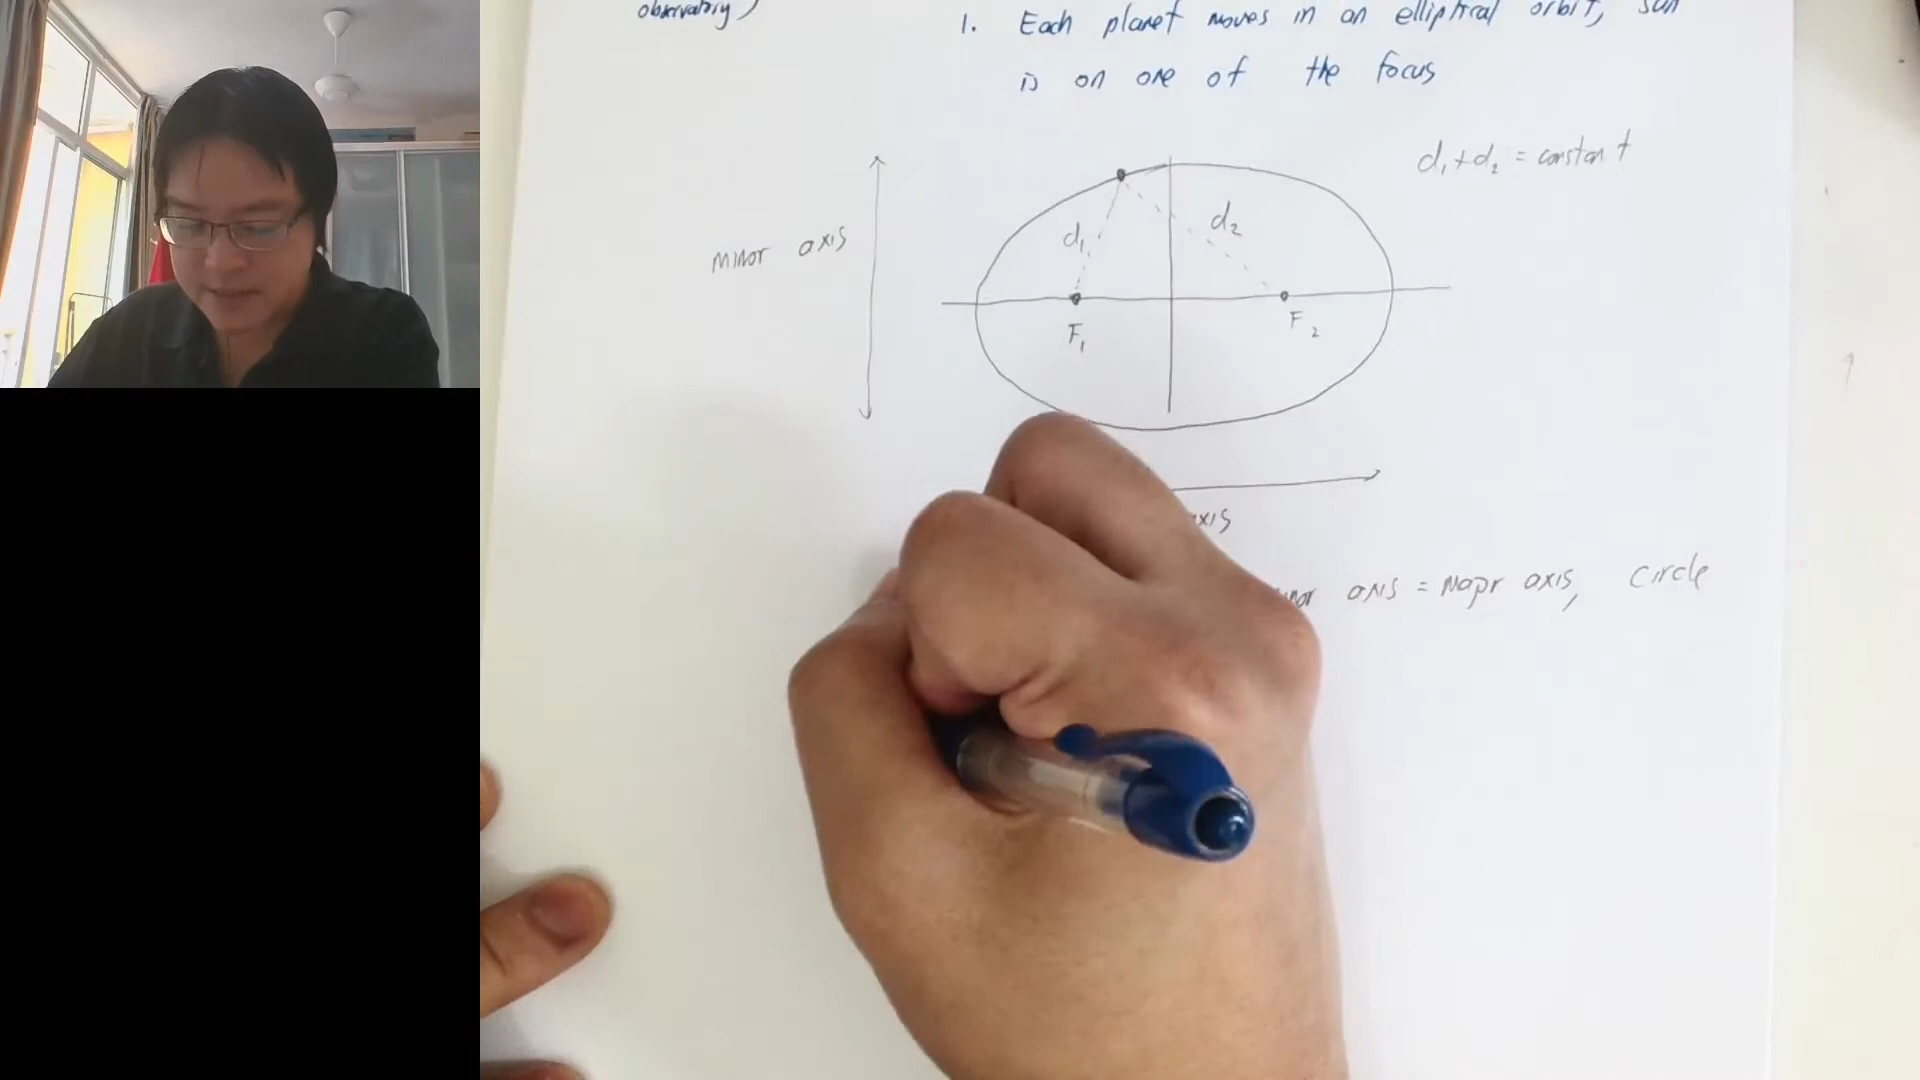 observatory)
1. Each planet moves in an elliptical orbit, sun
is on one of the focus
d₁+d₂ = constant
minor axis
d₁
d₂
F₁
F₂
axis = major axis, circle